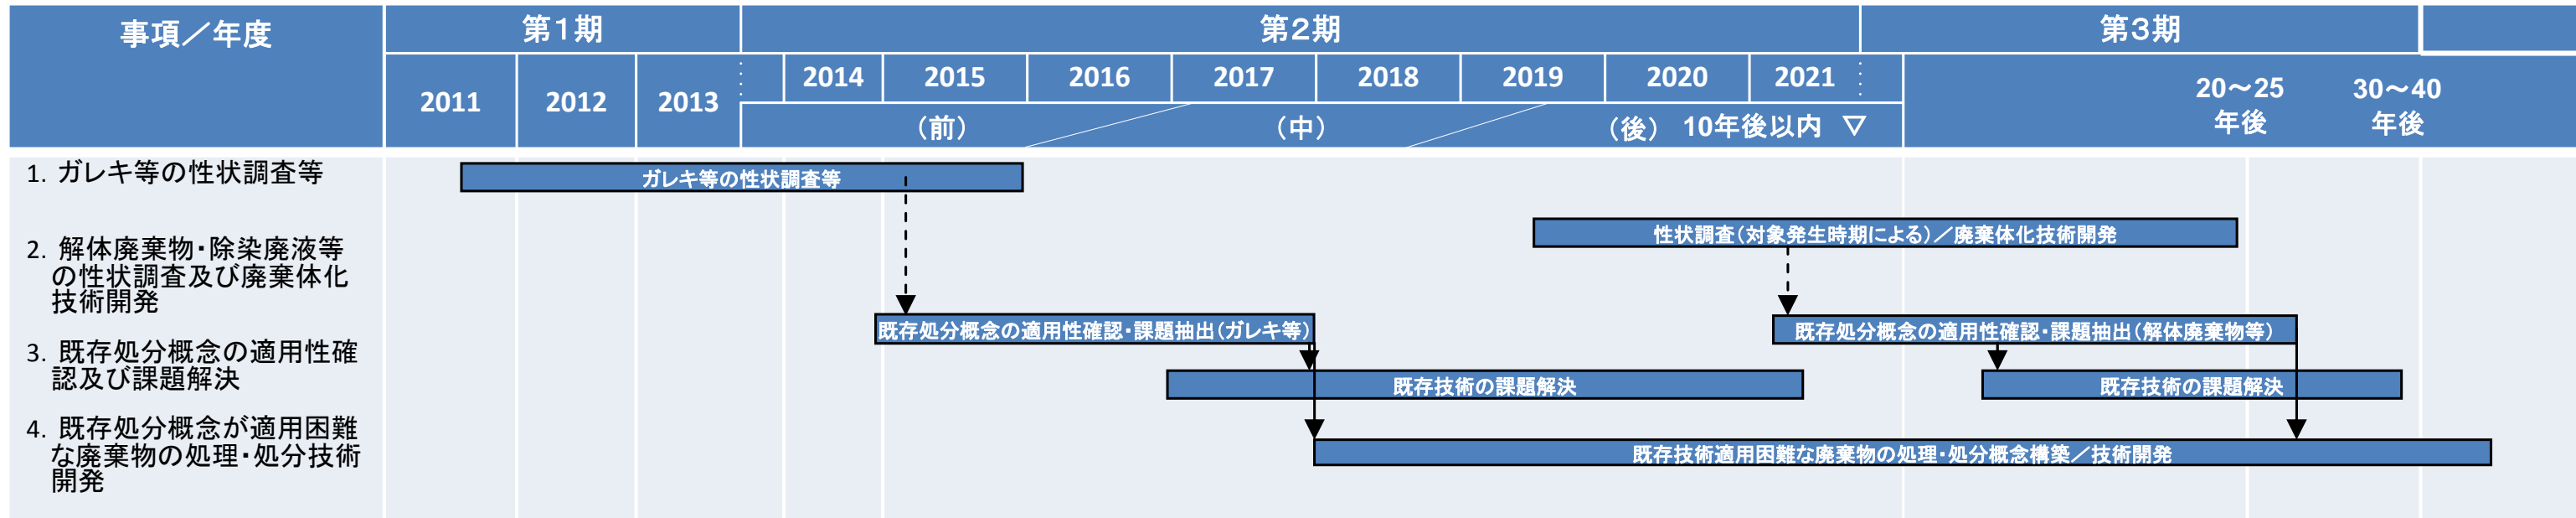 事項／年度
第１期
第２期
第３期
2011
2012
2013
2014
2015
2016
2017
2018
2019
2020
2021
20～25
年後
30～40
年後
（前）
（中）
（後）
10年後以内 ▽
1. ガレキ等の性状調査等
ガレキ等の性状調査等
2. 解体廃棄物・除染廃液等
の性状調査及び廃棄体化
技術開発
性状調査（対象発生時期による）／廃棄体化技術開発
3. 既存処分概念の適用性確
認及び課題解決
既存処分概念の適用性確認・課題抽出（ガレキ等）
既存処分概念の適用性確認・課題抽出（解体廃棄物等）
既存技術の課題解決
既存技術の課題解決
4. 既存処分概念が適用困難
な廃棄物の処理・処分技術
開発
既存技術適用困難な廃棄物の処理・処分概念構築／技術開発